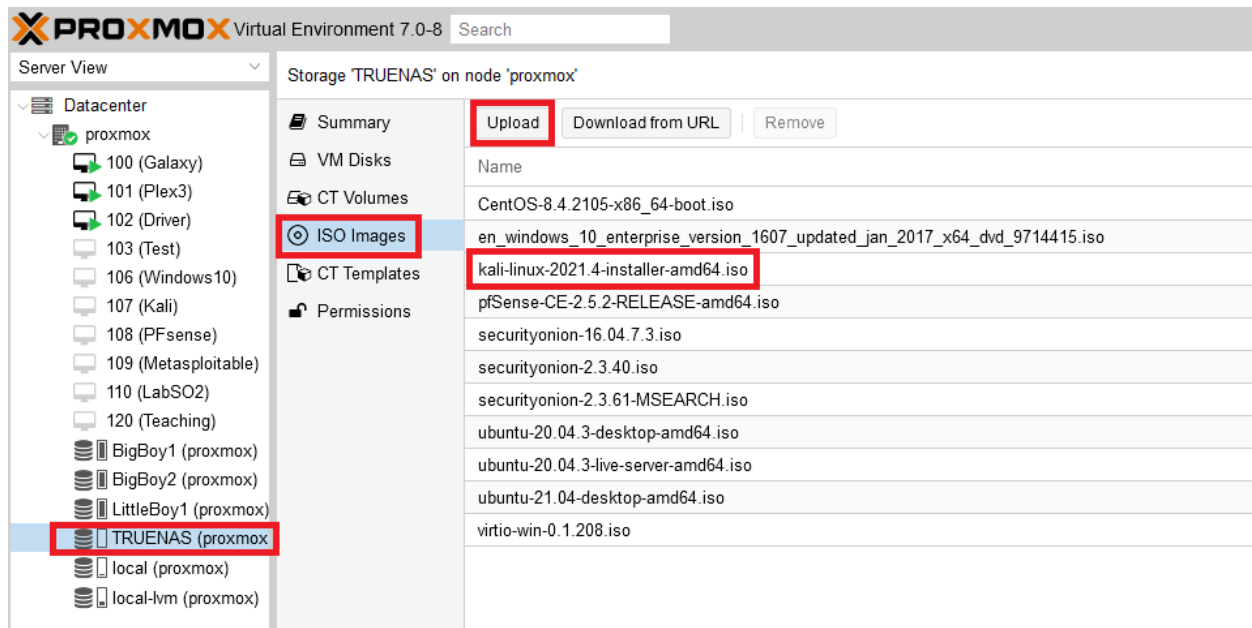 PROXMOX Virtual Environment 7.0-8 Search
Server View
Datacenter
proxmox
100 (Galaxy)
101 (Plex3)
102 (Driver)
103 (Test)
106 (Windows10)
107 (Kali)
108 (PFsense)
109 (Metasploitable)
110 (LabSO2)
120 (Teaching)
BigBoy1 (proxmox)
BigBoy2 (proxmox)
LittleBoy1 (proxmox)
TRUENAS (proxmox
local (proxmox)
local-lvm (proxmox)
Storage 'TRUENAS' on node 'proxmox'
Summary
VM Disks
CT Volumes
ISO Images
CT Templates
Permissions
Upload Download from URL Remove
Name
CentOS-8.4.2105-x86_64-boot.iso
en_windows_10_enterprise_version_1607_updated_jan_2017_x64_dvd_9714415.iso
kali-linux-2021.4-installer-amd64.iso
pfSense-CE-2.5.2-RELEASE-amd64.iso
securityonion-16.04.7.3.iso
securityonion-2.3.40.iso
securityonion-2.3.61-MSEARCH.iso
ubuntu-20.04.3-desktop-amd64.iso
ubuntu-20.04.3-live-server-amd64.iso
ubuntu-21.04-desktop-amd64.iso
virtio-win-0.1.208.iso